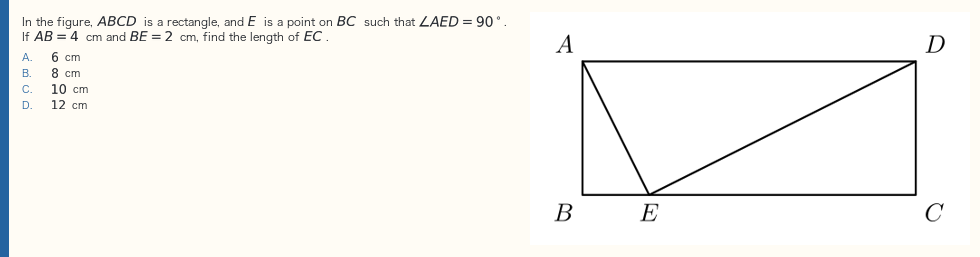 In the figure, ABCD is a rectangle, and E is a point on BC such that ∠AED = 90°.
If AB = 4 cm and BE = 2 cm, find the length of EC.
A. 6 cm
B. 8 cm
C. 10 cm
D. 12 cm
A D
B E C